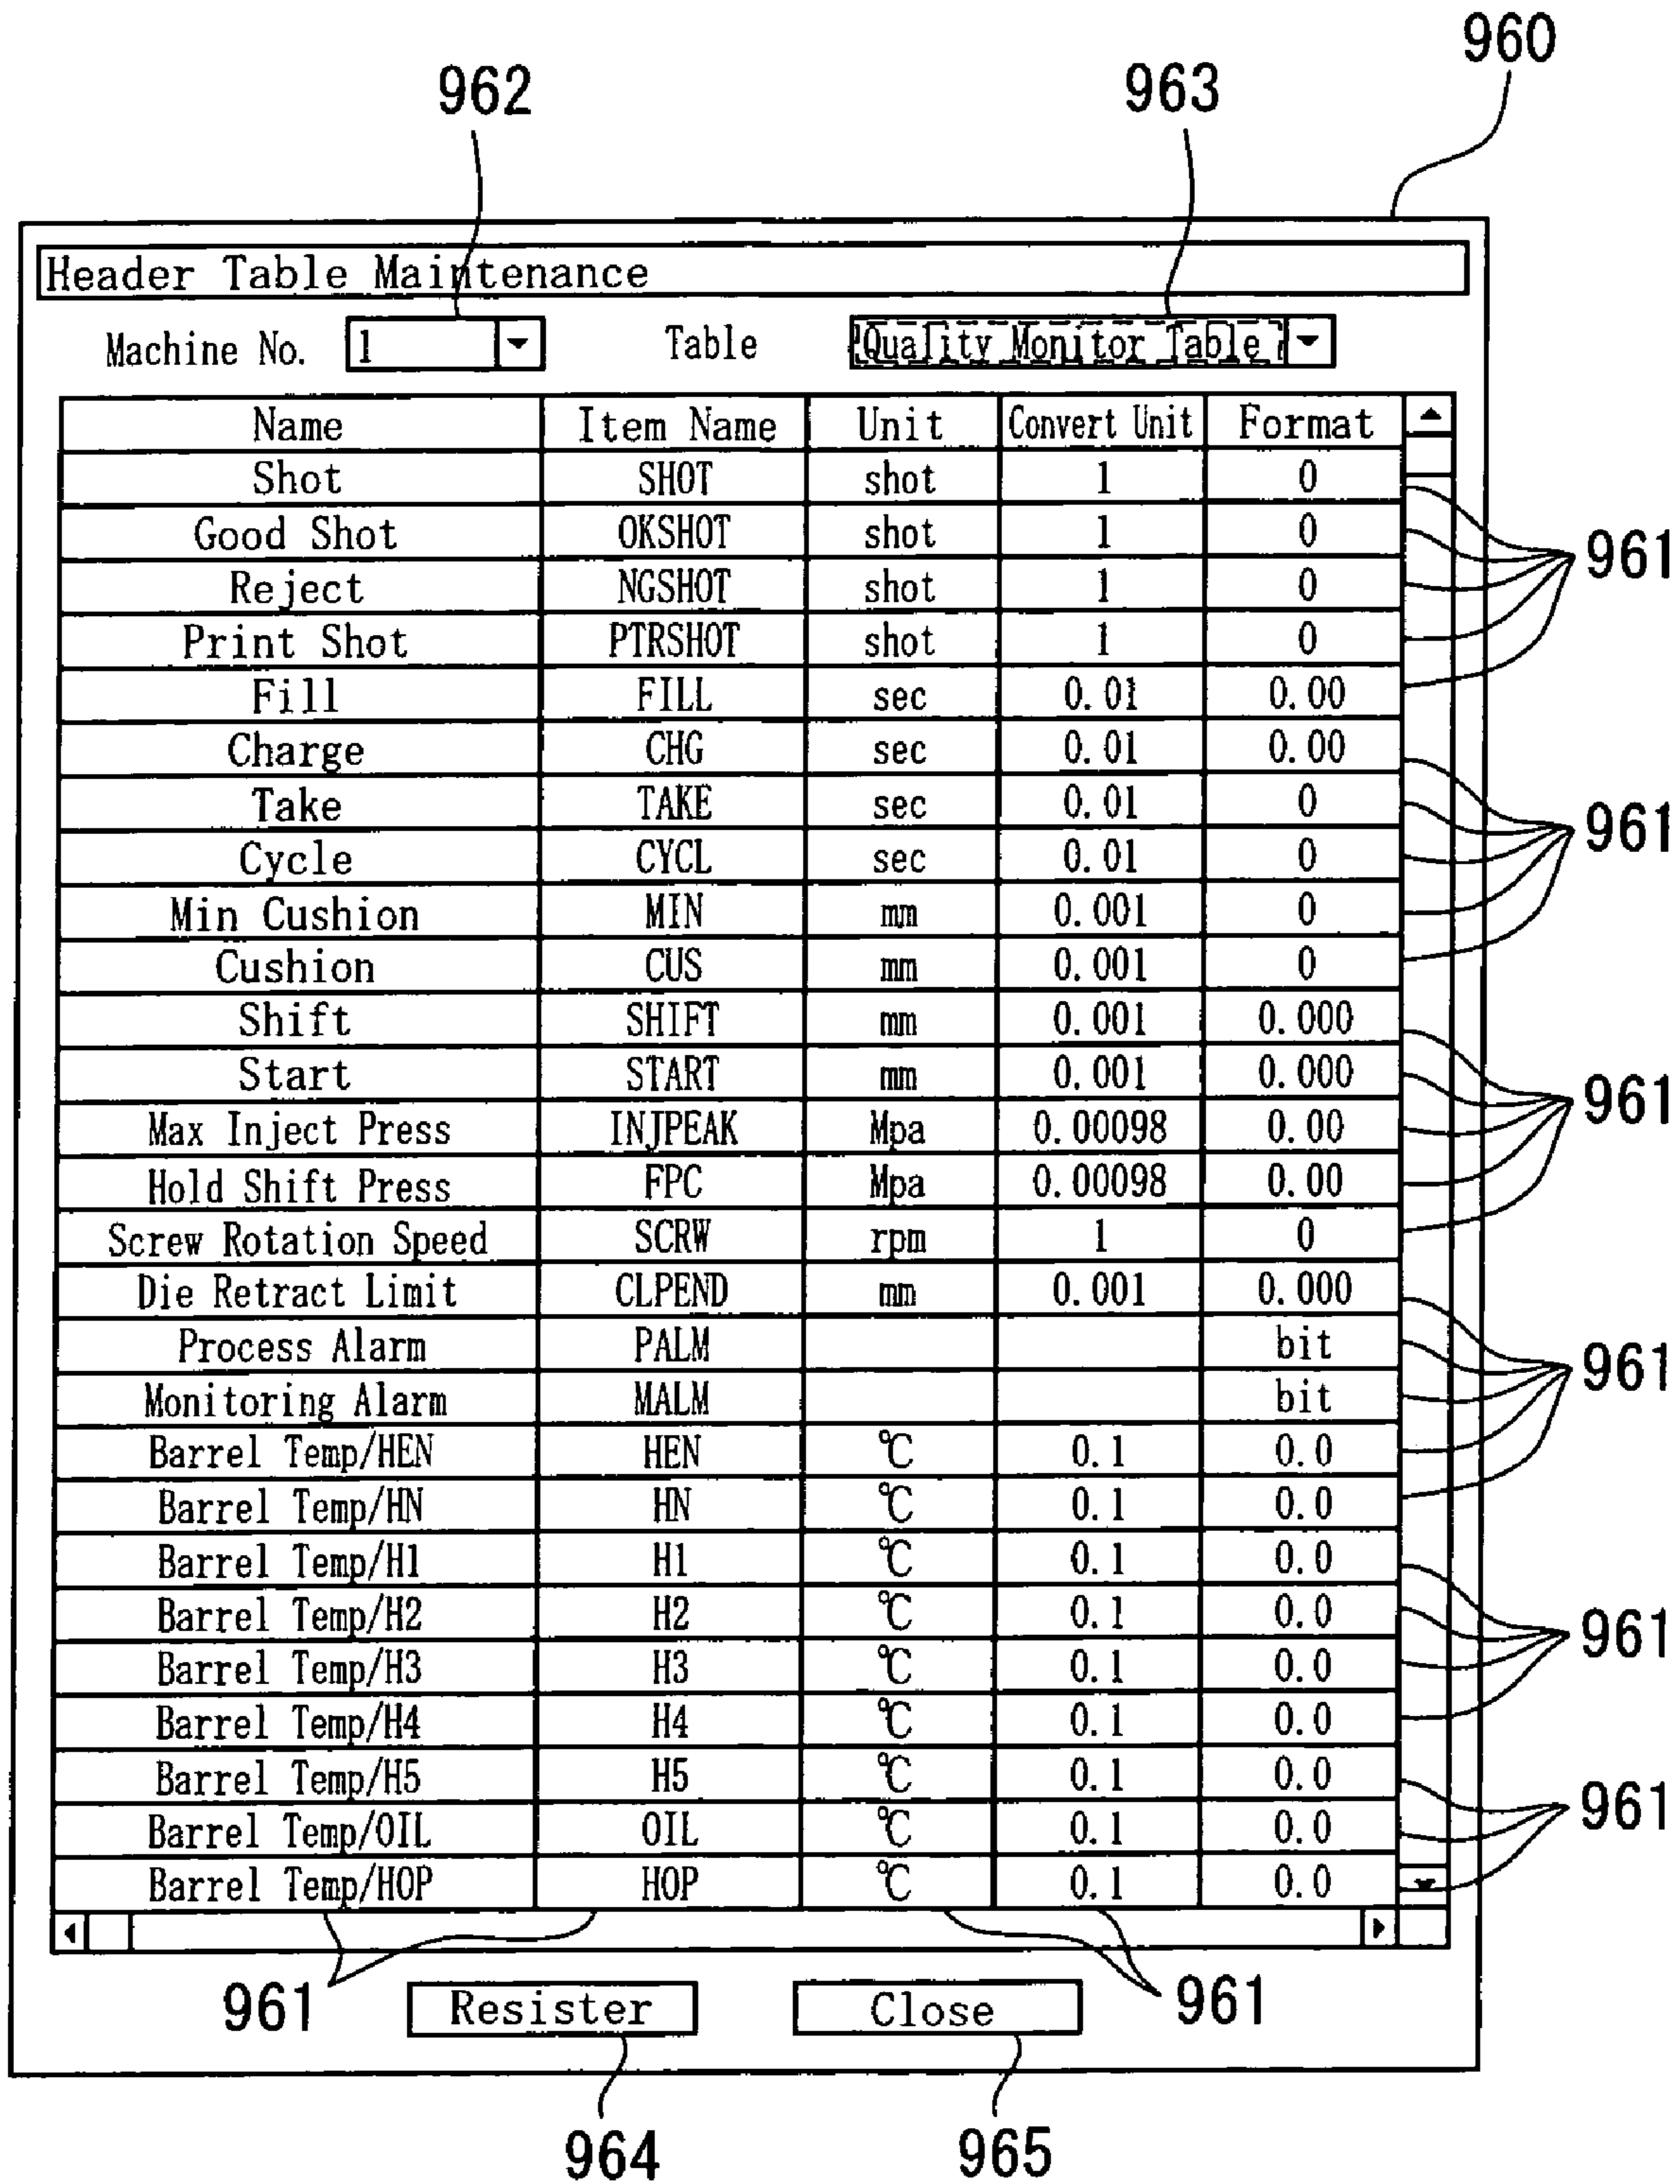 960
962 963
Header Table Maintenance
Machine No. 1 Table Quality Monitor Table
Name Item Name Unit Convert Unit Format
Shot SHOT shot 1 0
Good Shot OKSHOT shot 1 0
961
Reject NGSHOT shot 1 0
Print Shot PTRSHOT shot 1 0
Fill FILL sec 0.01 0.00
Charge CHG sec 0.01 0.00
Take TAKE sec 0.01 0
961
Cycle CYCL sec 0.01 0
Min Cushion MIN mm 0.001 0
Cushion CUS mm 0.001 0
Shift SHIFT mm 0.001 0.000
Start START mm 0.001 0.000
961
Max Inject Press INJPEAK Mpa 0.00098 0.00
Hold Shift Press FPC Mpa 0.00098 0.00
Screw Rotation Speed SCRW rpm 1 0
Die Retract Limit CLPEND mm 0.001 0.000
Process Alarm PALM bit
961
Monitoring Alarm MALM bit
Barrel Temp/HEN HEN ℃ 0.1 0.0
Barrel Temp/HN HN ℃ 0.1 0.0
Barrel Temp/H1 H1 ℃ 0.1 0.0
Barrel Temp/H2 H2 ℃ 0.1 0.0
961
Barrel Temp/H3 H3 ℃ 0.1 0.0
Barrel Temp/H4 H4 ℃ 0.1 0.0
Barrel Temp/H5 H5 ℃ 0.1 0.0
961
Barrel Temp/OIL OIL ℃ 0.1 0.0
Barrel Temp/HOP HOP ℃ 0.1 0.0
961 Resister Close 961
964 965